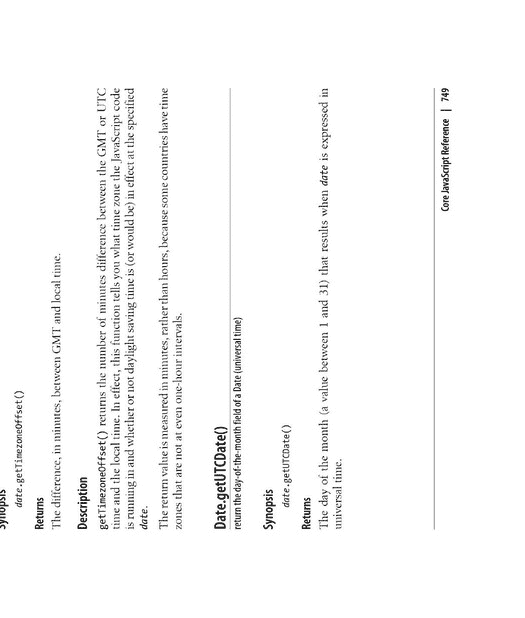 Synopsis
date.getTimezoneOffset()
Returns
The difference, in minutes, between GMT and local time.
Description
getTimezoneOffset() returns the number of minutes difference between the GMT or UTC
time and the local time. In effect, this function tells you what time zone the JavaScript code
is running in and whether or not daylight saving time is (or would be) in effect at the specified
date.
The return value is measured in minutes, rather than hours, because some countries have time
zones that are not at even one-hour intervals.
Date.getUTCDate()
return the day-of-the-month field of a Date (universal time)
Synopsis
date.getUTCDate()
Returns
The day of the month (a value between 1 and 31) that results when date is expressed in
universal time.
Core JavaScript Reference | 749